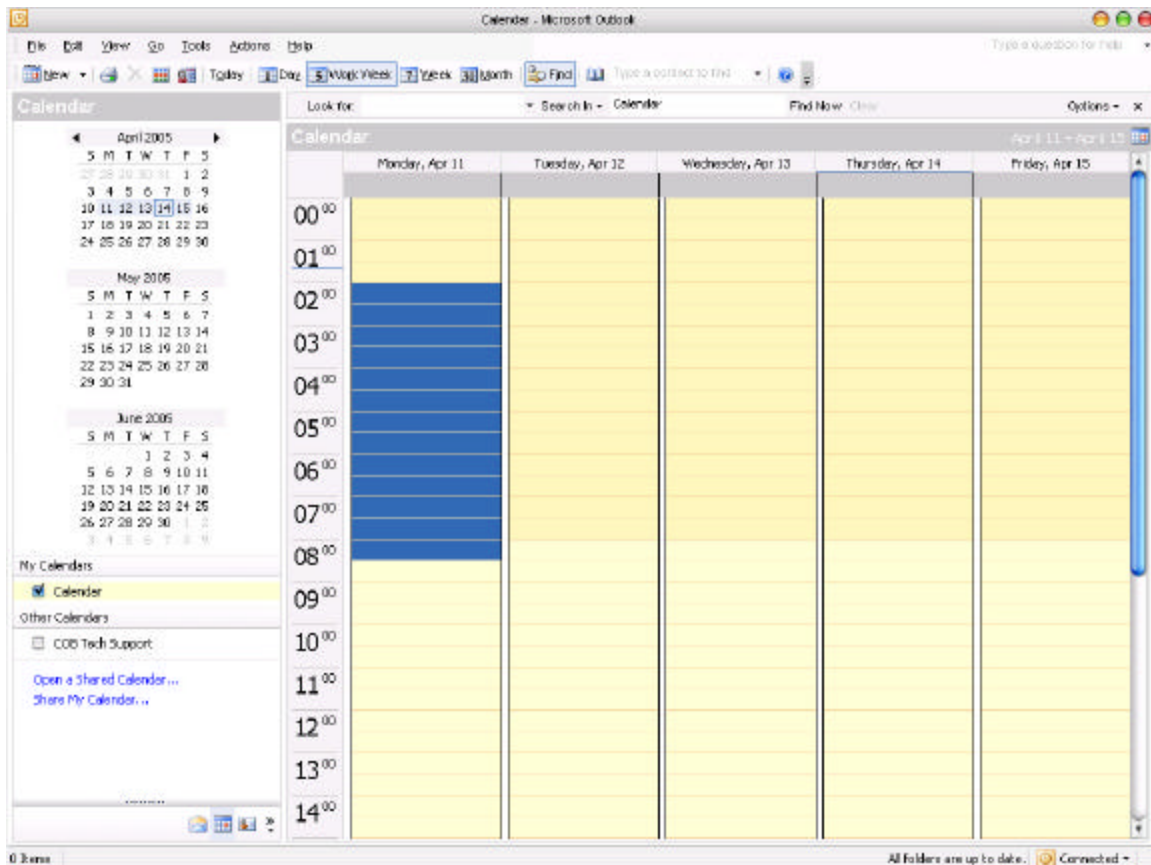 Calendar - Microsoft Outlook
File Edit View Go Tools Actions Help
Type a question for help
New Today 1 Day 5 Work Week 7 Week 31 Month Find Type a contact to find
Calendar
Look for: Search In Calendar Find Now Clear Options x
April 2005
S M T W T F S
27 28 29 30 31 1 2
3 4 5 6 7 8 9
10 11 12 13 14 15 16
17 18 19 20 21 22 23
24 25 26 27 28 29 30
May 2005
S M T W T F S
1 2 3 4 5 6 7
8 9 10 11 12 13 14
15 16 17 18 19 20 21
22 23 24 25 26 27 28
29 30 31
June 2005
S M T W T F S
1 2 3 4
5 6 7 8 9 10 11
12 13 14 15 16 17 18
19 20 21 22 23 24 25
26 27 28 29 30 1 2
3 4 5 6 7 8 9
My Calendars
Calendar
Other Calendars
COB Tech Support
Open a Shared Calendar...
Share My Calendar...
Calendar April 11 - April 15
Monday, Apr 11 Tuesday, Apr 12 Wednesday, Apr 13 Thursday, Apr 14 Friday, Apr 15
00 00
01 00
02 00
03 00
04 00
05 00
06 00
07 00
08 00
09 00
10 00
11 00
12 00
13 00
14 00
0 Items
All folders are up to date. Connected